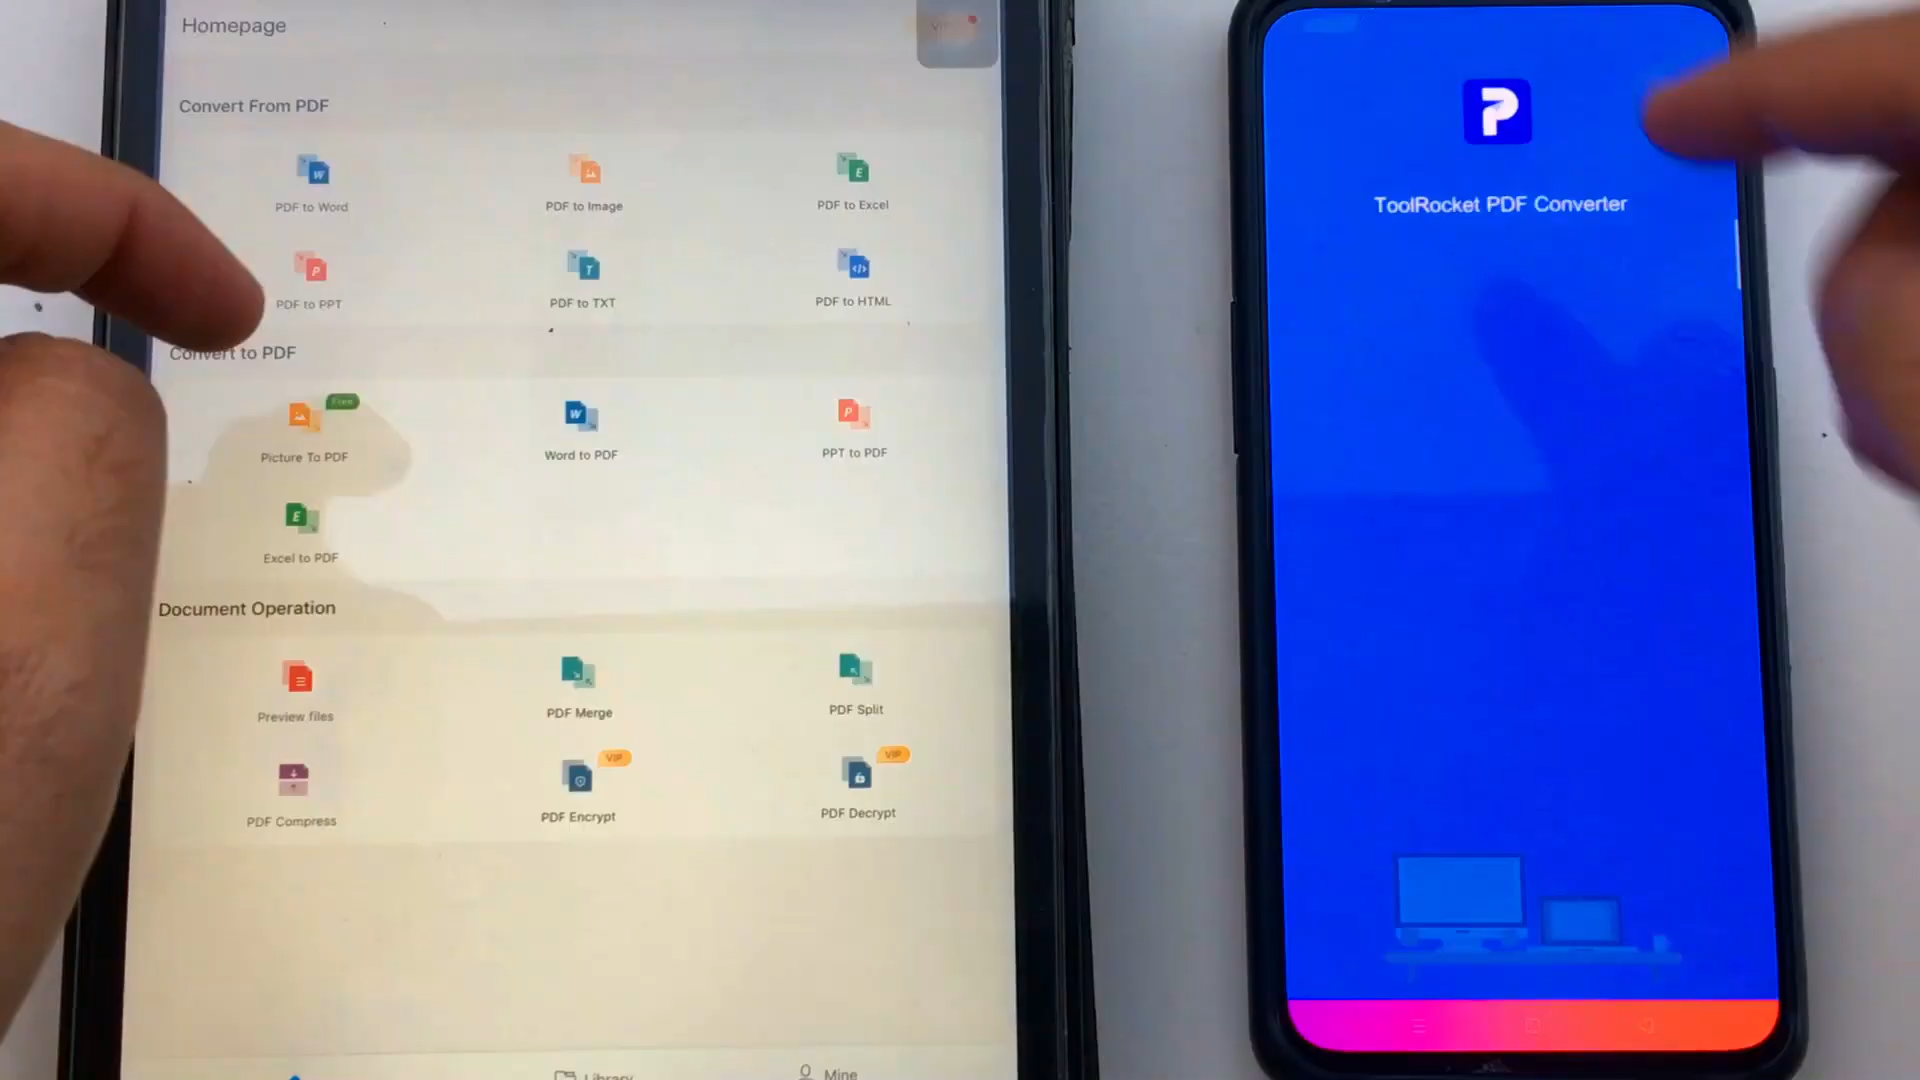 Homepage
VIP
Convert From PDF
PDF to Word
PDF to Image
PDF to Excel
PDF to PPT
PDF to TXT
PDF to HTML
Convert to PDF
Free
Picture To PDF
Word to PDF
PPT to PDF
Excel to PDF
Document Operation
Preview files
PDF Merge
PDF Split
VIP
VIP
PDF Compress
PDF Encrypt
PDF Decrypt
Library
Mine
ToolRocket PDF Converter